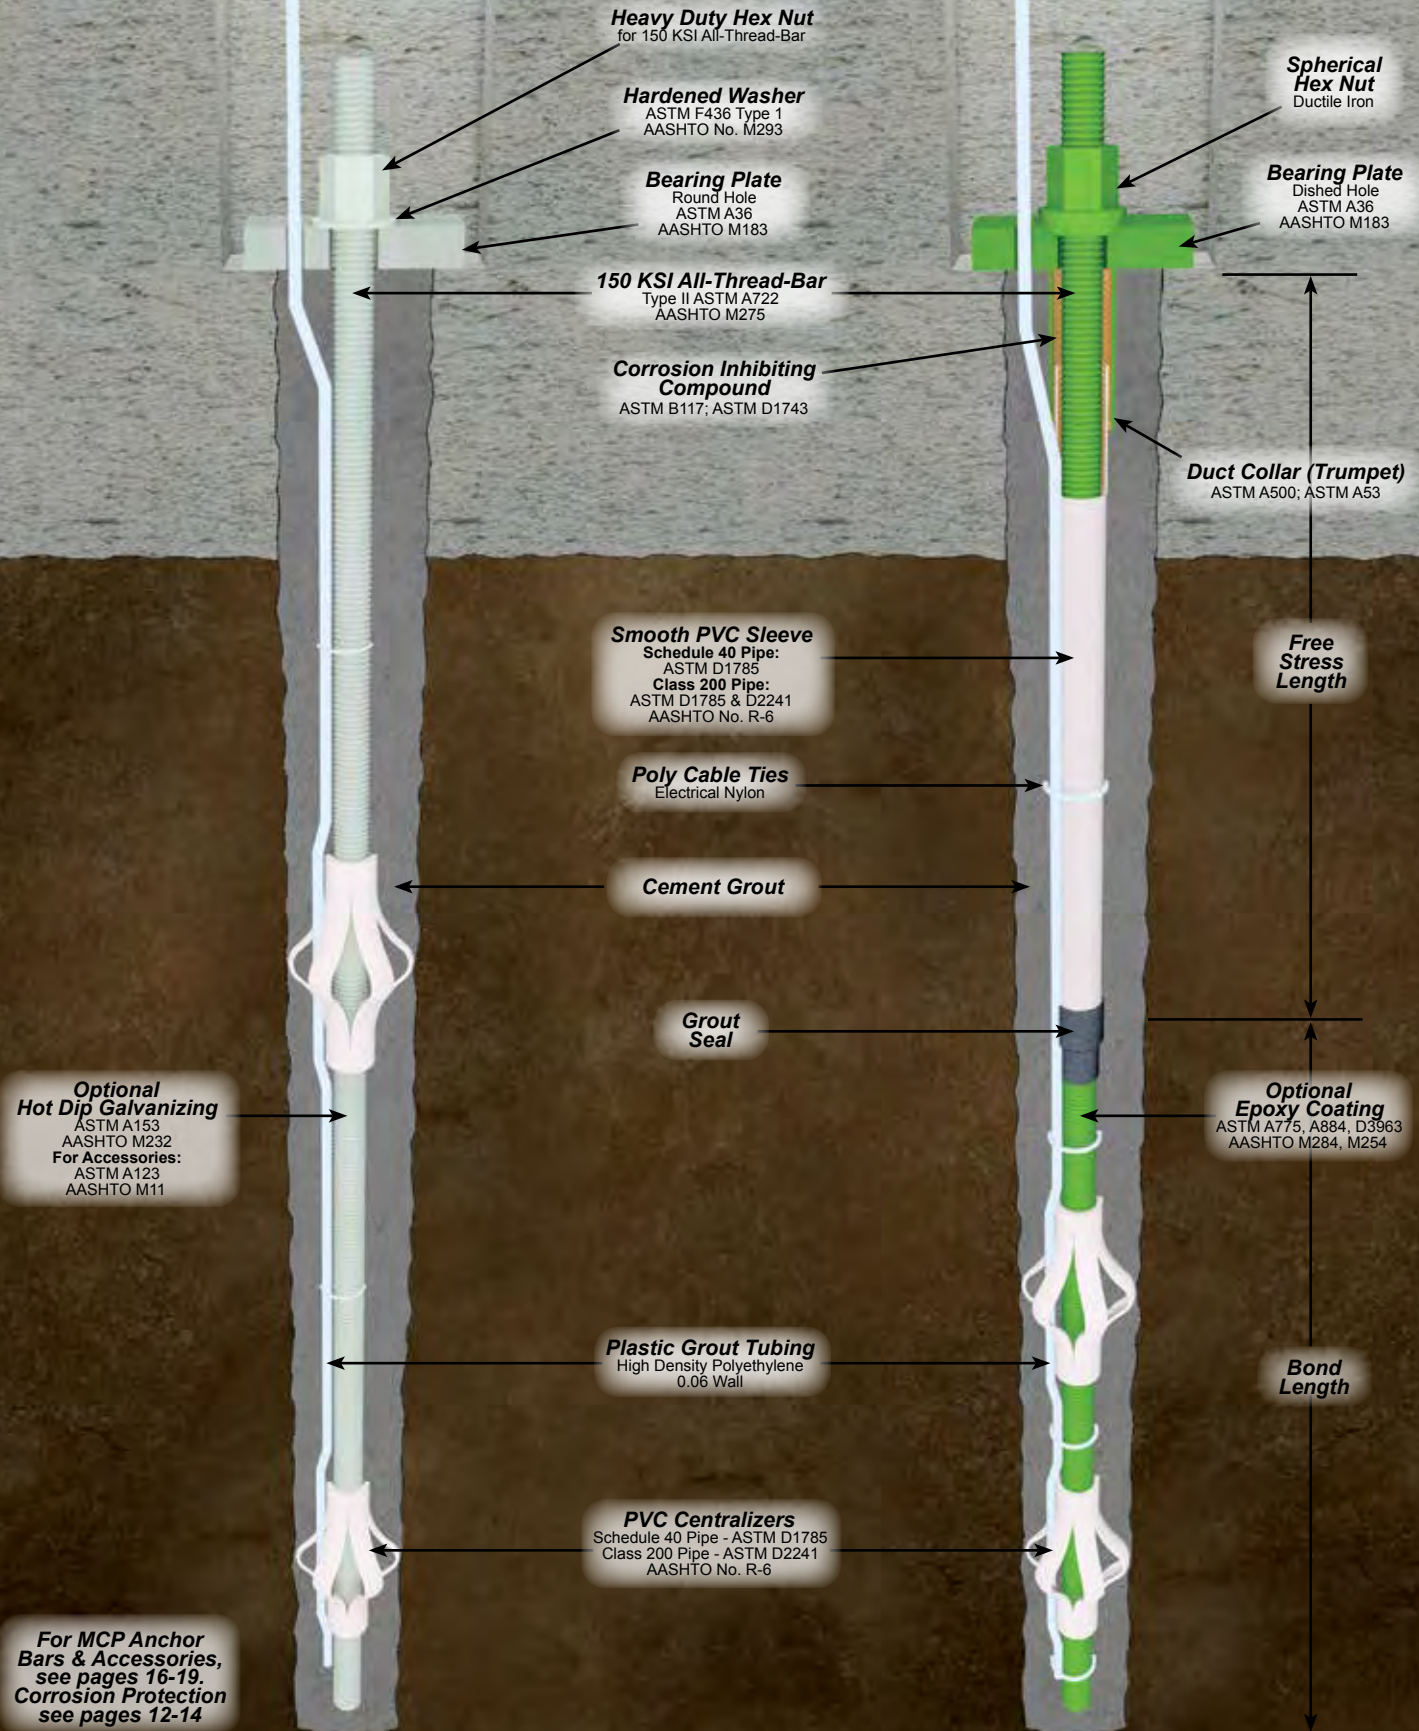 Heavy Duty Hex Nut
for 150 KSI All-Thread-Bar
Hardened Washer
ASTM F436 Type 1
AASHTO No. M293
Bearing Plate
Round Hole
ASTM A36
AASHTO M183
Spherical
Hex Nut
Ductile Iron
Bearing Plate
Dished Hole
ASTM A36
AASHTO M183
150 KSI All-Thread-Bar
Type II ASTM A722
AASHTO M275
Corrosion Inhibiting
Compound
ASTM B117; ASTM D1743
Duct Collar (Trumpet)
ASTM A500; ASTM A53
Smooth PVC Sleeve
Schedule 40 Pipe:
ASTM D1785
Class 200 Pipe:
ASTM D1785 & D2241
AASHTO No. R-6
Free
Stress
Length
Poly Cable Ties
Electrical Nylon
Cement Grout
Grout
Seal
Optional
Hot Dip Galvanizing
ASTM A153
AASHTO M232
For Accessories:
ASTM A123
AASHTO M11
Optional
Epoxy Coating
ASTM A775, A884, D3963
AASHTO M284, M254
Plastic Grout Tubing
High Density Polyethylene
0.06 Wall
Bond
Length
PVC Centralizers
Schedule 40 Pipe - ASTM D1785
Class 200 Pipe - ASTM D2241
AASHTO No. R-6
For MCP Anchor
Bars & Accessories,
see pages 16-19.
Corrosion Protection
see pages 12-14